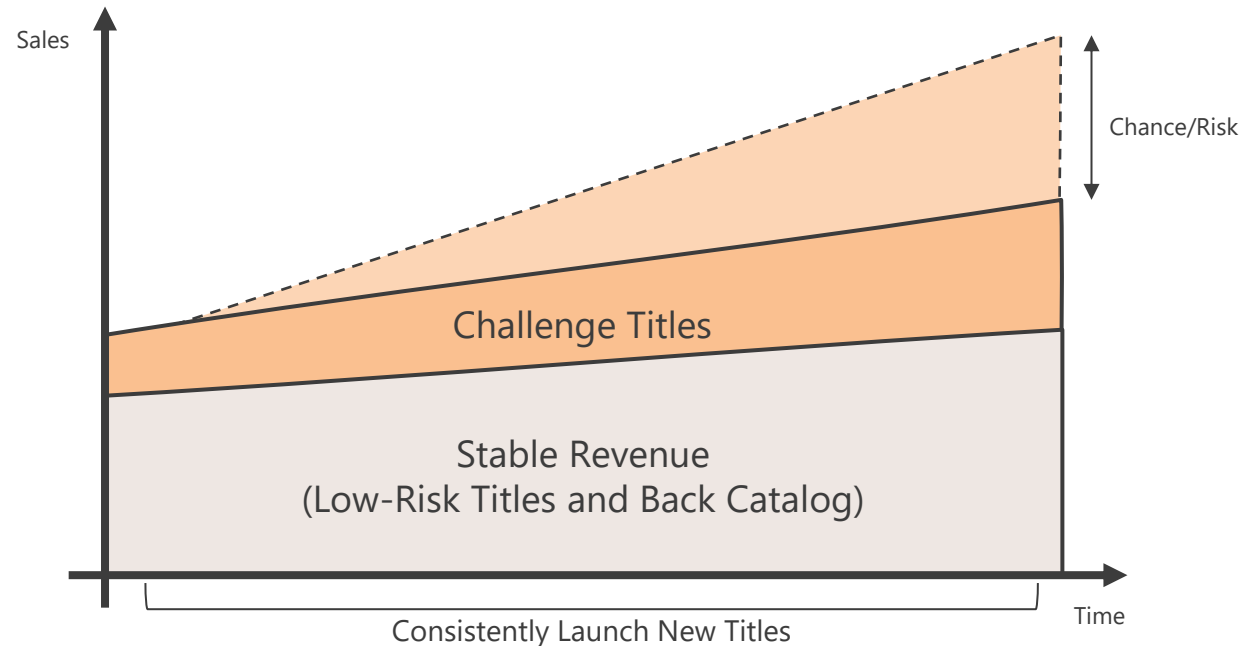 Sales
Chance/Risk
Challenge Titles
Stable Revenue
(Low-Risk Titles and Back Catalog)
Time
Consistently Launch New Titles